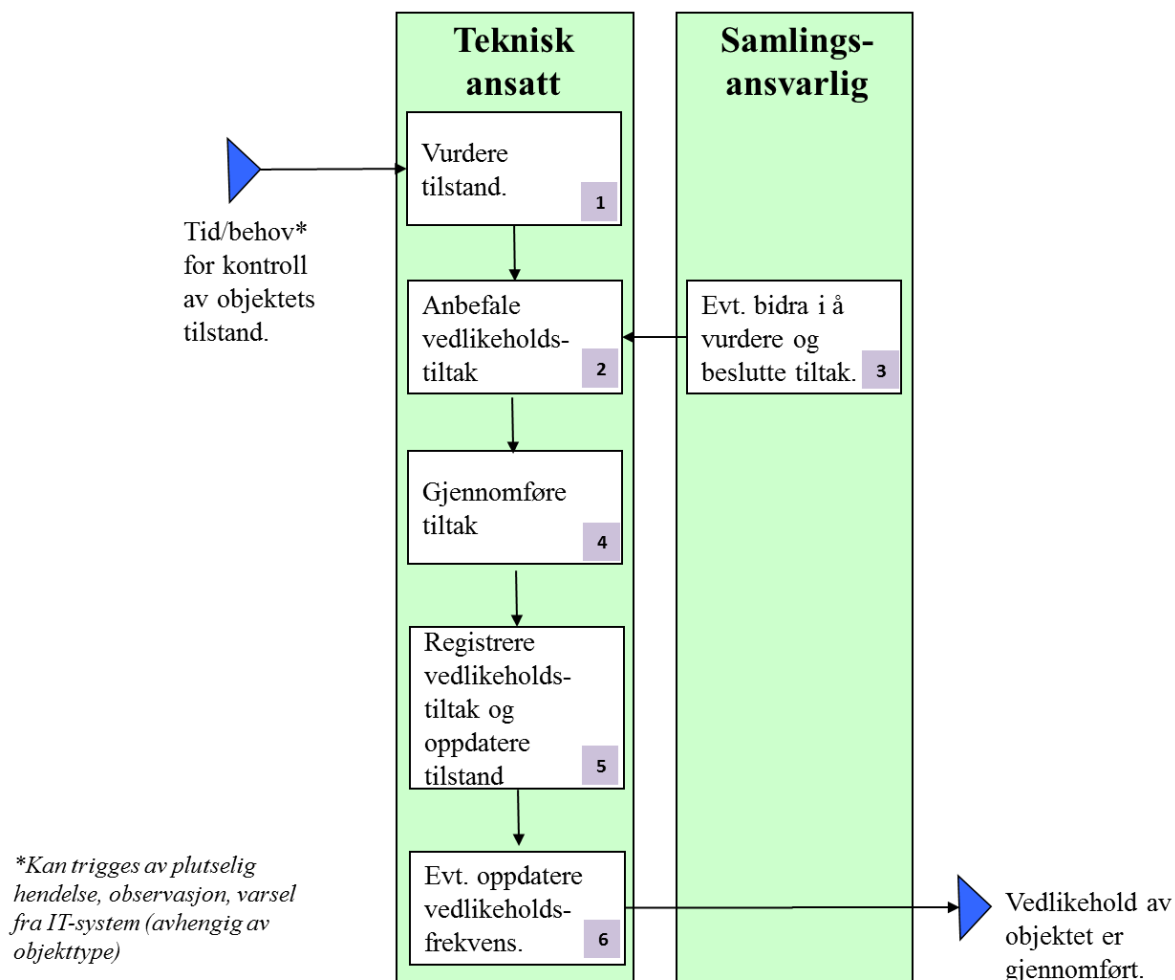 Teknisk
ansatt
Samlings-
ansvarlig
Vurdere
tilstand.
1
Tid/behov*
for kontroll
av objektets
tilstand.
Anbefale
vedlikeholds-
tiltak
2
Evt. bidra i å
vurdere og
beslutte tiltak.
3
Gjennomføre
tiltak
4
Registrere
vedlikeholds-
tiltak og
oppdatere
tilstand
5
*Kan trigges av plutselig
hendelse, observasjon, varsel
fra IT-system (avhengig av
objekttype)
Evt. oppdatere
vedlikeholds-
frekvens.
6
Vedlikehold av
objektet er
gjennomført.